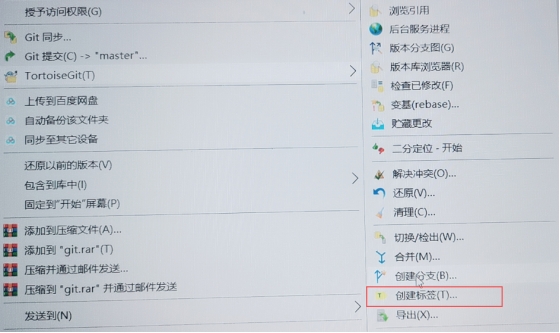 授予访问权限(G)
Git 同步...
Git 提交(C) -> "master"...
TortoiseGit(T)
上传到百度网盘
自动备份该文件夹
同步至其它设备
还原以前的版本(V)
包含到库中(I)
固定到"开始"屏幕(P)
添加到压缩文件(A)...
添加到 "git.rar"(T)
压缩并通过邮件发送...
压缩到 "git.rar" 并通过邮件发送
发送到(N)
浏览引用
后台服务进程
版本分支图(G)
版本库浏览器(R)
检查已修改(F)
变基(rebase)...
贮藏更改
二分定位 - 开始
解决冲突(O)...
还原(V)...
清理(C)...
切换/检出(W)...
合并(M)...
创建分支(B)...
创建标签(T)...
导出(X)...